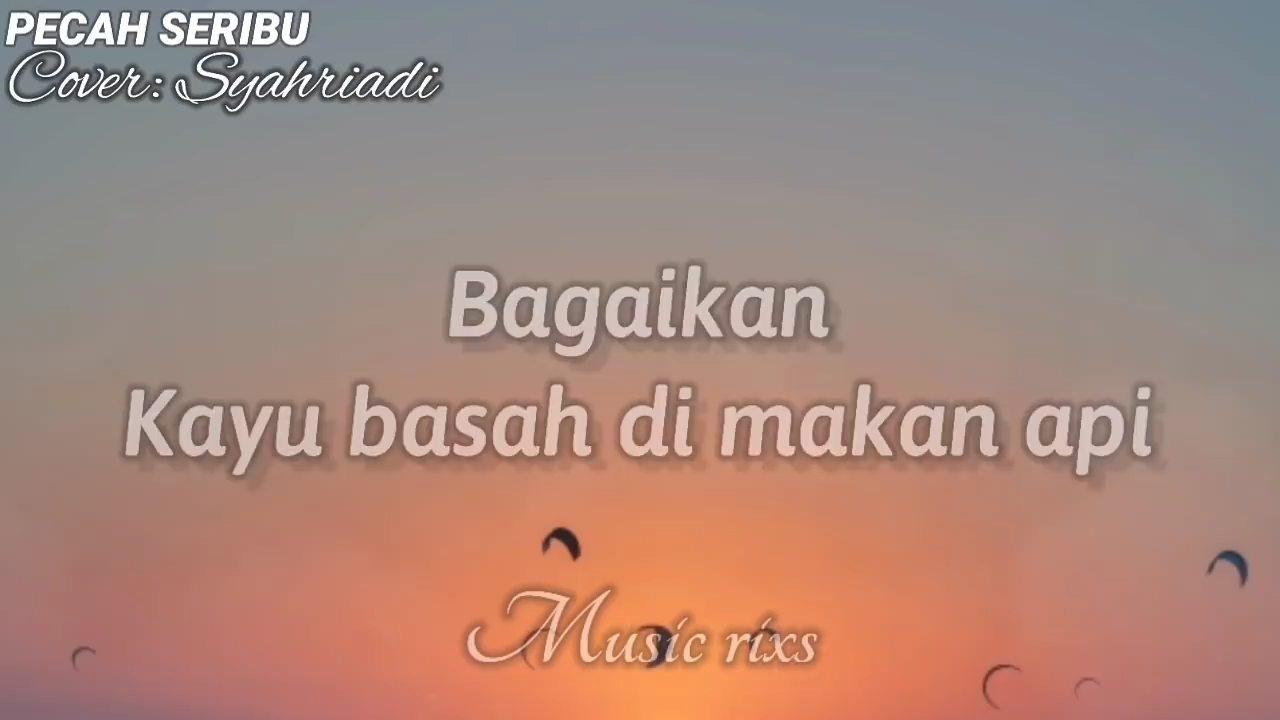 PECAH SERIBU
Cover: Syahriadi
Bagaikan
Kayu basah di makan api
Music rixs